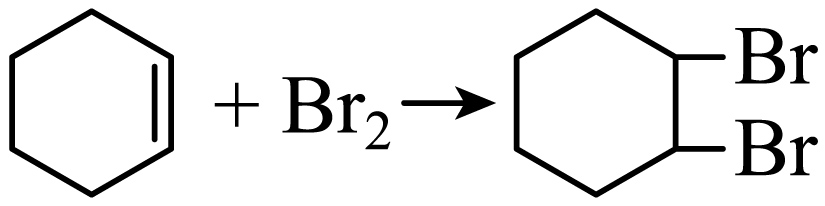 + Br₂ → Br
Br